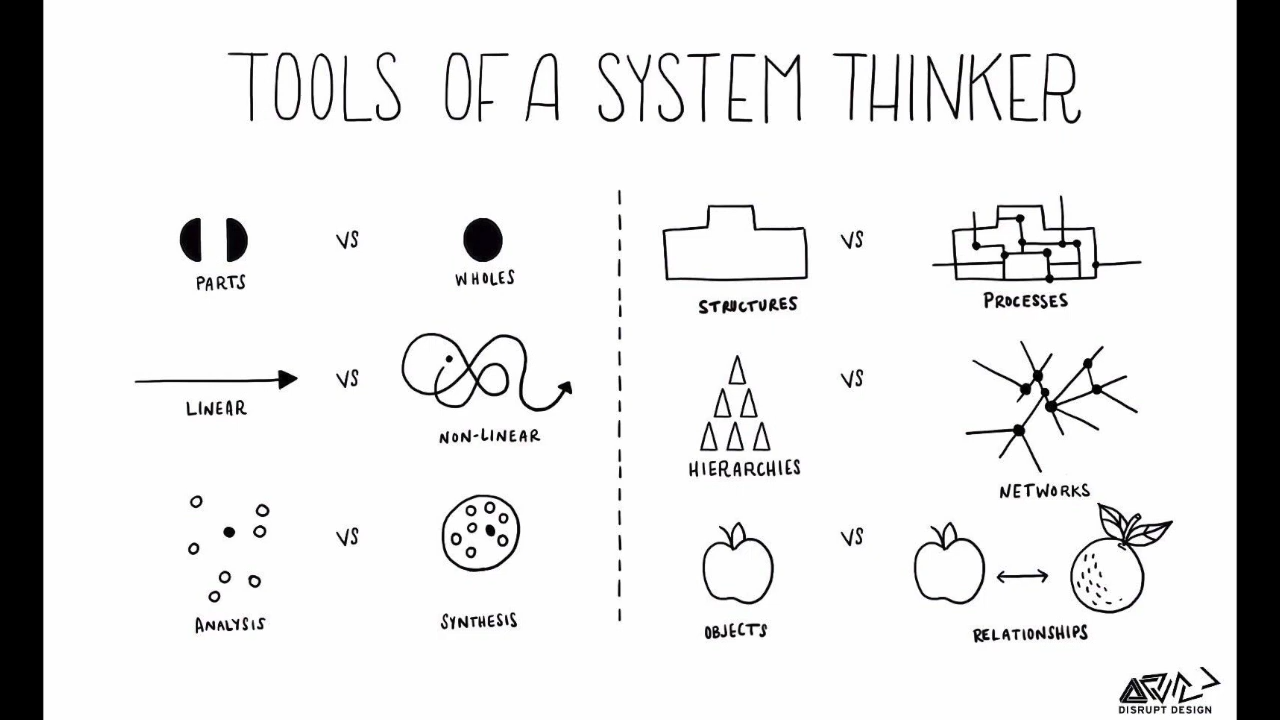 TOOLS OF A SYSTEM THINKER
PARTS VS WHOLES
LINEAR VS NON-LINEAR
ANALYSIS VS SYNTHESIS
STRUCTURES VS PROCESSES
HIERARCHIES VS NETWORKS
OBJECTS VS RELATIONSHIPS
DISRUPT DESIGN